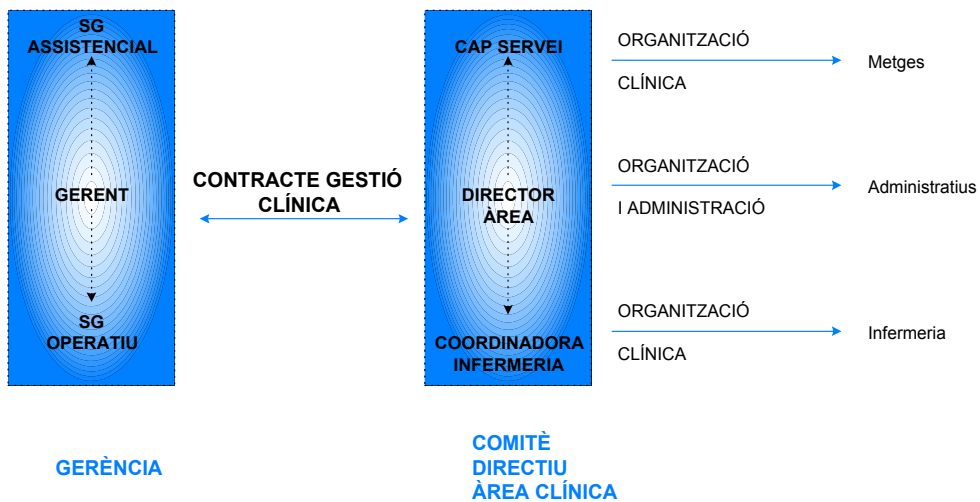 SG
ASSISTENCIAL
GERENT
SG
OPERATIU
CONTRACTE GESTIÓ
CLÍNICA
CAP SERVEI
DIRECTOR
ÀREA
COORDINADORA
INFERMERIA
ORGANITZACIÓ
CLÍNICA
Metges
ORGANITZACIÓ
I ADMINISTRACIÓ
Administratius
ORGANITZACIÓ
CLÍNICA
Infermeria
GERÈNCIA
COMITÈ
DIRECTIU
ÀREA CLÍNICA